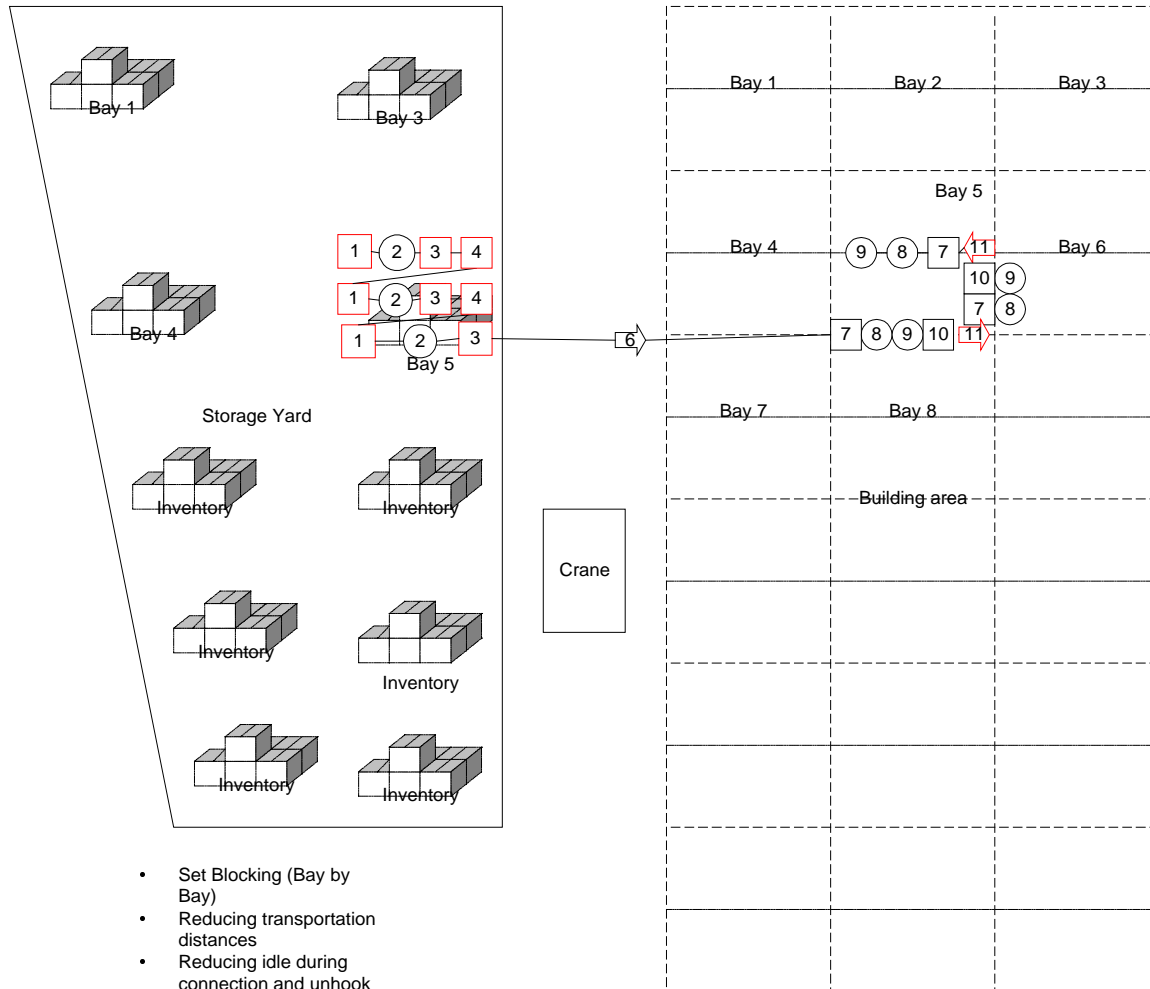 Bay 1
Bay 3
1 2 3 4
1 2 3 4
1 2 3
Bay 4
Bay 5
Storage Yard
Inventory
Inventory
Inventory
Inventory
Inventory
Inventory
6
Crane
Bay 1 Bay 2 Bay 3
Bay 5
Bay 4 9 8 7 11 Bay 6
10 9
7 8
7 8 9 10 11
Bay 7 Bay 8
Building area
• Set Blocking (Bay by
Bay)
• Reducing transportation
distances
• Reducing idle during
connection and unhook